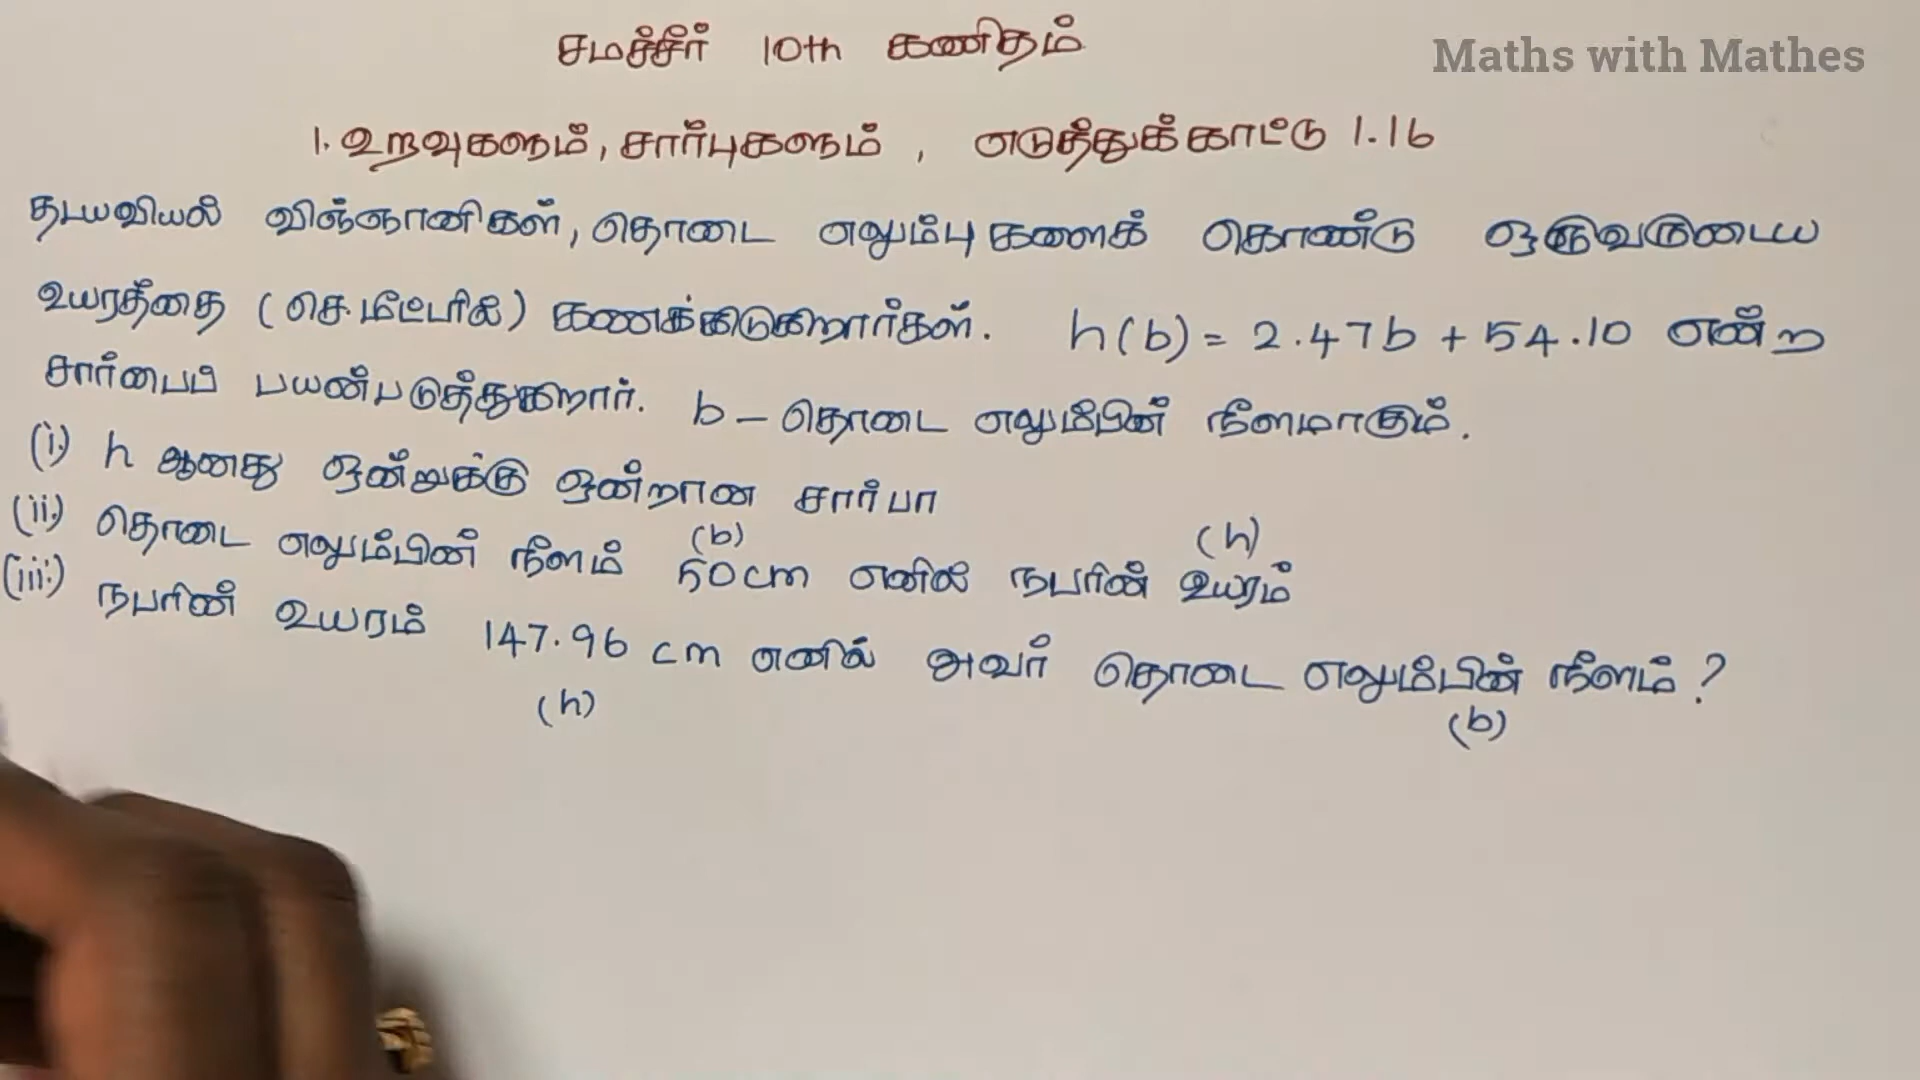 சமச்சீர் 10th கணிதம்
Maths with Mathes
1. உறவுகளும், சார்புகளும், எடுத்துக்காட்டு 1.16
தடயவியல் விஞ்ஞானிகள், தொடை எலும்புகளைக் கொண்டு ஒருவருடைய
உயரத்தை (செ.மீட்டரில்) கணக்கிடுகிறார்கள். h(b) = 2.47b + 54.10 என்ற
சார்பைப் பயன்படுத்துகிறார். b – தொடை எலும்பின் நீளமாகும்.
(i) h ஆனது ஒன்றுக்கு ஒன்றான சார்பா
(b) (h)
(ii) தொடை எலும்பின் நீளம் 50cm எனில் நபரின் உயரம்
(iii) நபரின் உயரம் 147.96 cm எனில் அவர் தொடை எலும்பின் நீளம் ?
(h) (b)